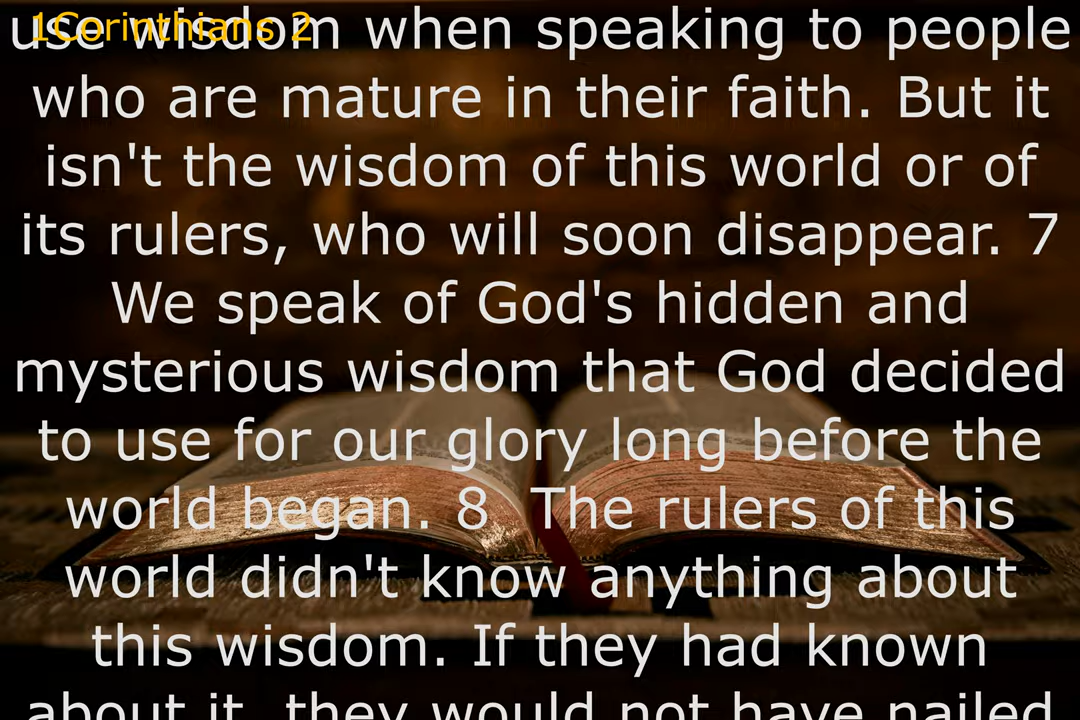 1Corinthians 2
use wisdom when speaking to people
who are mature in their faith. But it
isn't the wisdom of this world or of
its rulers, who will soon disappear. 7
We speak of God's hidden and
mysterious wisdom that God decided
to use for our glory long before the
world began. 8 The rulers of this
world didn't know anything about
this wisdom. If they had known
about it, they would not have nailed